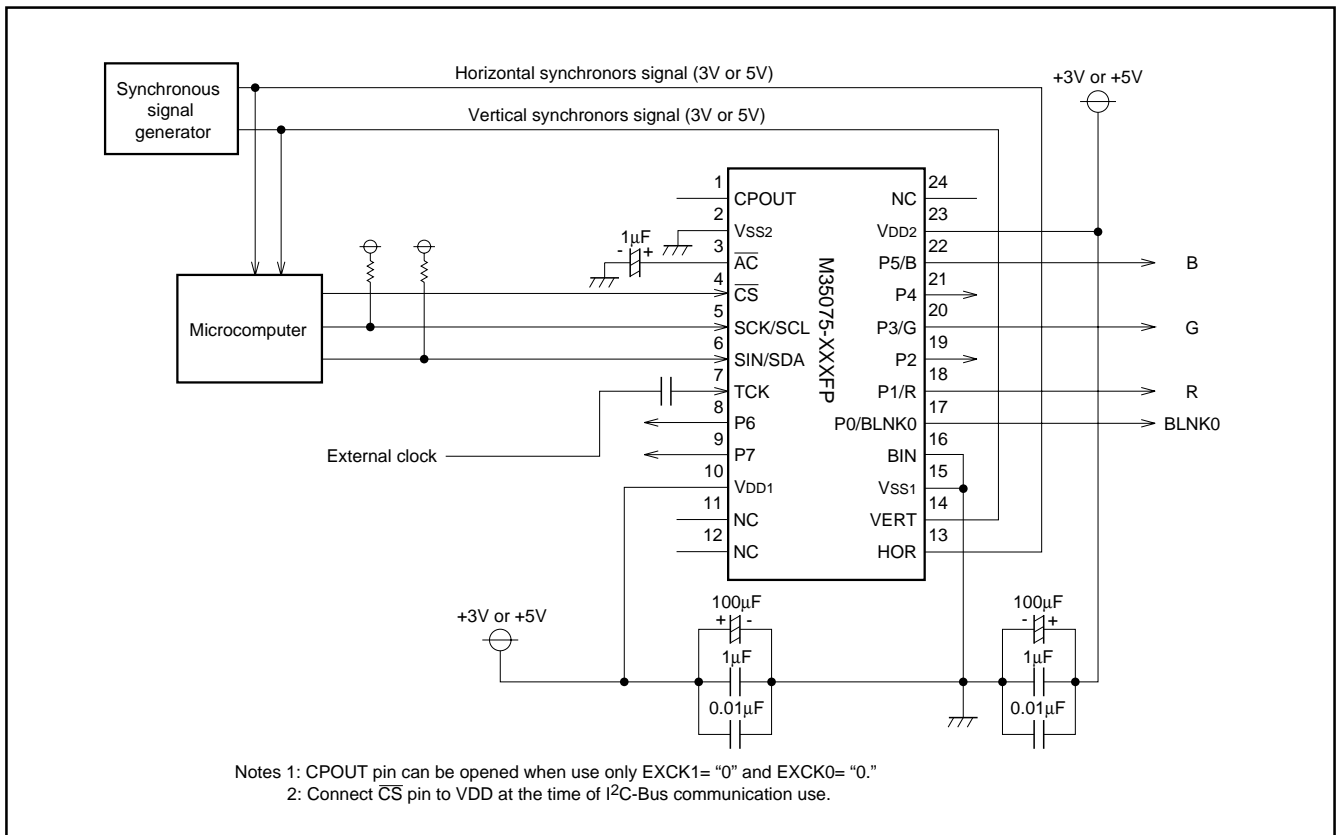 Horizontal synchronors signal (3V or 5V)
+3V or +5V
Synchronous
signal
generator
Vertical synchronors signal (3V or 5V)
1
CPOUT
2
VSS2
1µF
- +
3
AC
4
CS
5
SCK/SCL
6
SIN/SDA
7
TCK
8
P6
9
P7
10
VDD1
11
NC
12
NC
M35075-XXXFP
24
NC
23
VDD2
22
P5/B
B
21
P4
20
P3/G
G
19
P2
18
P1/R
R
17
P0/BLNK0
BLNK0
16
BIN
15
VSS1
14
VERT
13
HOR
Microcomputer
External clock
+3V or +5V
100µF
+ -
1µF
0.01µF
100µF
- +
1µF
0.01µF
Notes 1: CPOUT pin can be opened when use only EXCK1= “0” and EXCK0= “0.”
2: Connect CS pin to VDD at the time of I2C-Bus communication use.